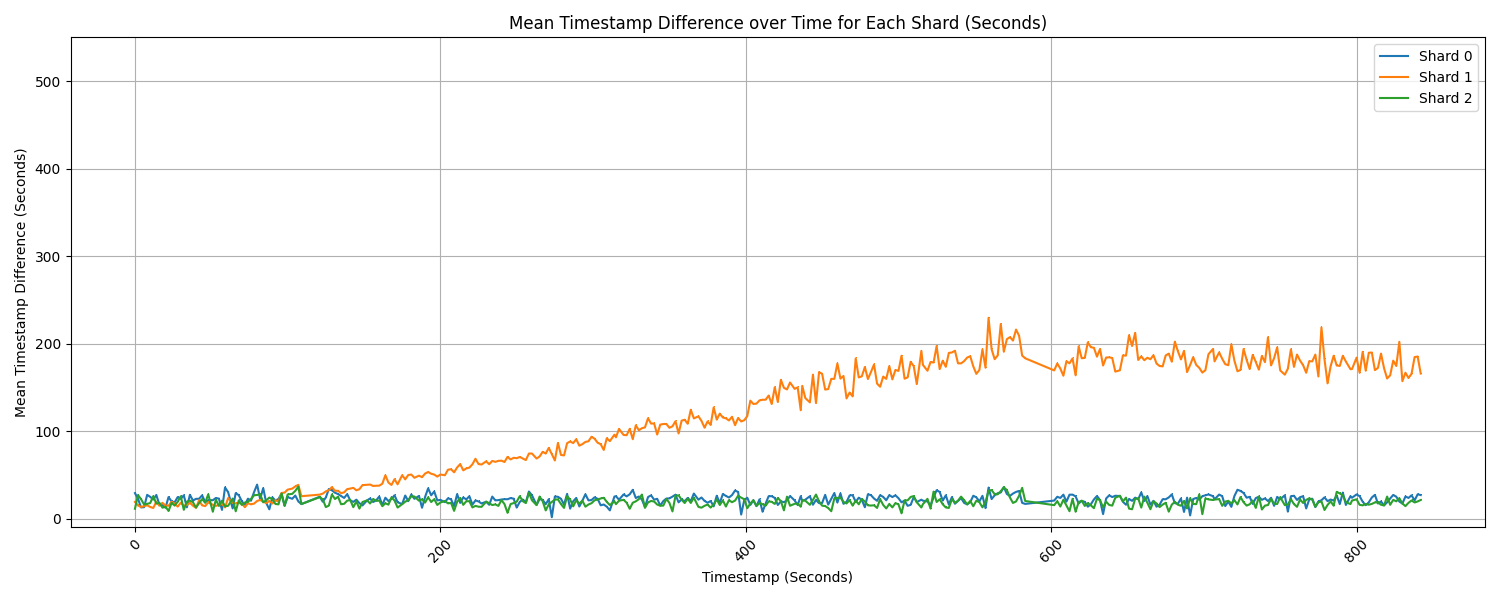 Mean Timestamp Difference over Time for Each Shard (Seconds)
Shard 0
Shard 1
Shard 2
Mean Timestamp Difference (Seconds)
500
400
300
200
100
0
0
200
400
600
800
Timestamp (Seconds)